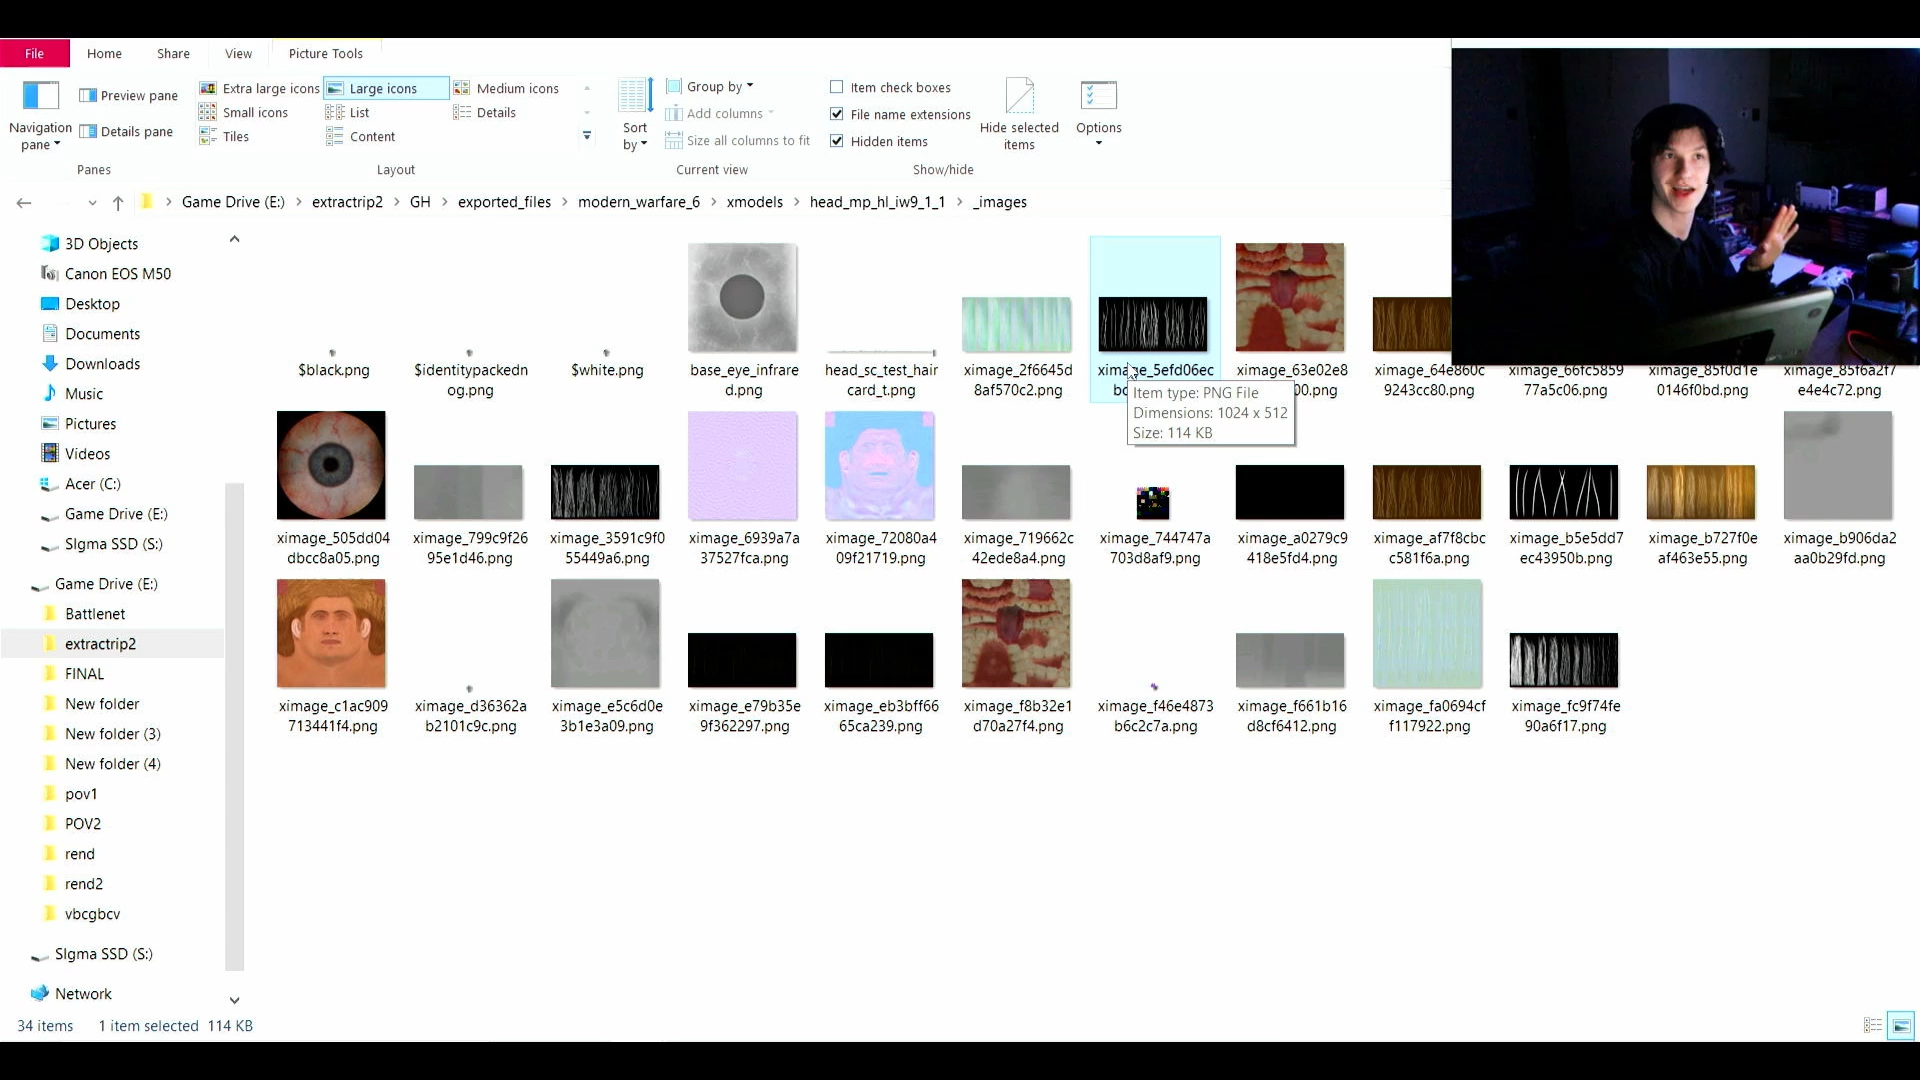 File Home Share View Picture Tools
Navigation pane
Preview pane
Details pane
Panes
Extra large icons Large icons Medium icons
Small icons List Details
Tiles Content
Layout
Sort by
Group by
Add columns
Size all columns to fit
Current view
Item check boxes
File name extensions
Hidden items
Hide selected items
Show/hide
Options
Game Drive (E:) extractrip2 GH exported_files modern_warfare_6 xmodels head_mp_hl_iw9_1_1 _images
3D Objects
Canon EOS M50
Desktop
Documents
Downloads
Music
Pictures
Videos
Acer (C:)
Game Drive (E:)
SIgma SSD (S:)
Game Drive (E:)
Battlenet
extractrip2
FINAL
New folder
New folder (3)
New folder (4)
pov1
POV2
rend
rend2
vbcgbcv
SIgma SSD (S:)
Network
$black.png
$identitypackedn
og.png
$white.png
base_eye_infrare
d.png
head_sc_test_hair
card_t.png
ximage_2f6645d
8af570c2.png
ximage_5efd06ec
ximage_63e02e8
00.png
ximage_64e860c
9243cc80.png
ximage_66fc5859
77a5c06.png
ximage_85f0d1e
0146f0bd.png
ximage_85f6a2f7
e4e4c72.png
Item type: PNG File
Dimensions: 1024 x 512
Size: 114 KB
ximage_505dd04
dbcc8a05.png
ximage_799c9f26
95e1d46.png
ximage_3591c9f0
55449a6.png
ximage_6939a7a
37527fca.png
ximage_72080a4
09f21719.png
ximage_719662c
42ede8a4.png
ximage_744747a
703d8af9.png
ximage_a0279c9
418e5fd4.png
ximage_af7f8cbc
c581f6a.png
ximage_b5e5dd7
ec43950b.png
ximage_b727f0e
af463e55.png
ximage_b906da2
aa0b29fd.png
ximage_c1ac909
713441f4.png
ximage_d36362a
b2101c9c.png
ximage_e5c6d0e
3b1e3a09.png
ximage_e79b35e
9f362297.png
ximage_eb3bff66
65ca239.png
ximage_f8b32e1
d70a27f4.png
ximage_f46e4873
b6c2c7a.png
ximage_f661b16
d8cf6412.png
ximage_fa0694cf
f117922.png
ximage_fc9f74fe
90a6f17.png
34 items 1 item selected 114 KB